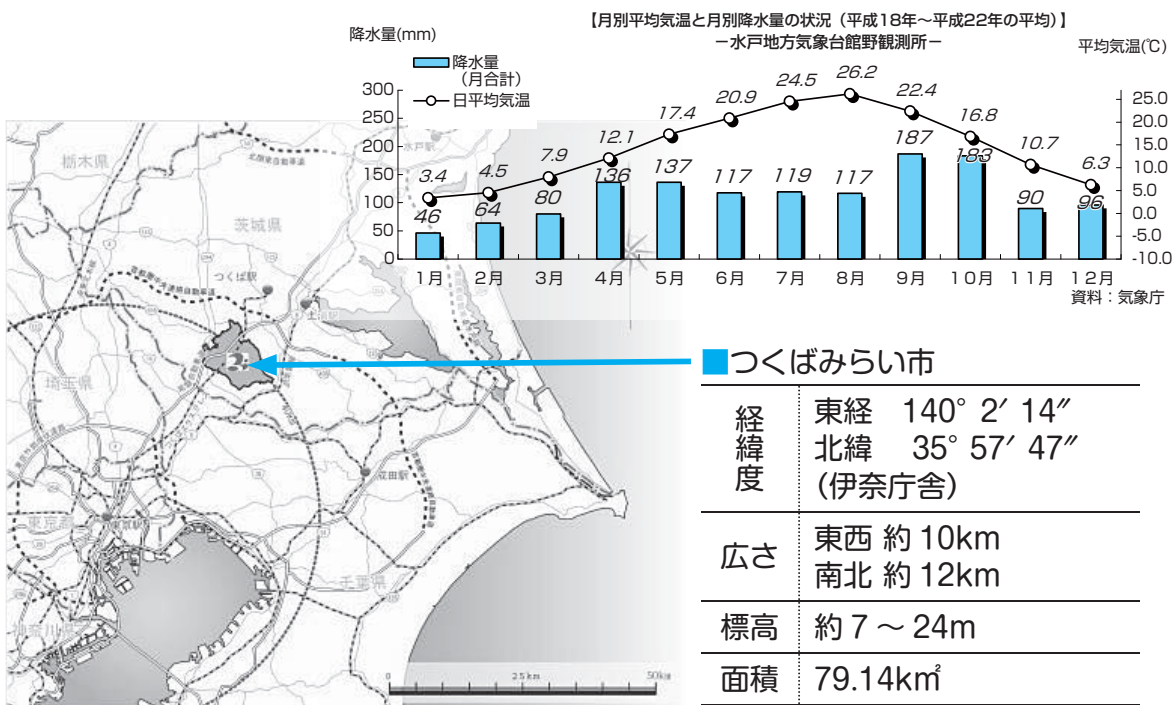 【月別平均気温と月別降水量の状況（平成18年～平成22年の平均）】
－水戸地方気象台館野観測所－
降水量(mm)
平均気温(℃)
降水量
（月合計）
日平均気温
300
250
200
150
100
50
0
25.0
20.0
15.0
10.0
5.0
0.0
-5.0
-10.0
3.4
4.5
7.9
12.1
17.4
20.9
24.5
26.2
22.4
16.8
10.7
6.3
46
64
80
136
137
117
119
117
187
183
90
96
1月
2月
3月
4月
5月
6月
7月
8月
9月
10月
11月
12月
資料：気象庁
栃木県
水戸駅
茨城県
つくば駅
土浦駅
埼玉県
成田駅
東京都
東京駅
千葉県
神奈川県
0
25km
50km
■つくばみらい市
経緯度
東経 140° 2′ 14″
北緯 35° 57′ 47″
（伊奈庁舎）
広さ
東西 約 10km
南北 約 12km
標高
約 7 ～ 24m
面積
79.14k㎡